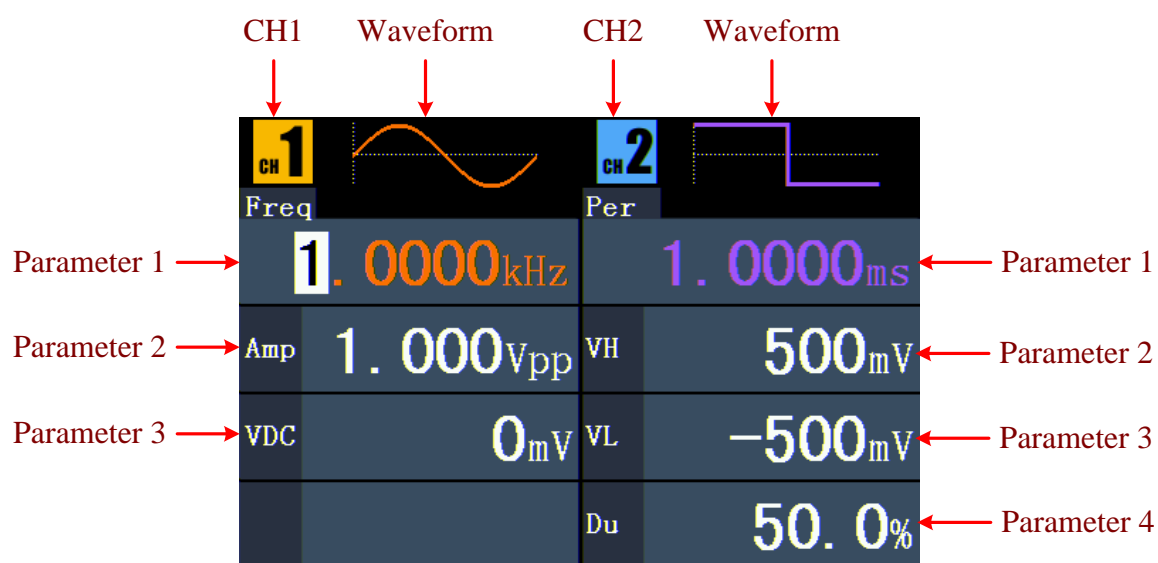 CH1 Waveform CH2 Waveform
CH 1 CH 2
Freq Per
Parameter 1 1.0000kHz 1.0000ms Parameter 1
Parameter 2 Amp 1.000Vpp VH 500mV Parameter 2
Parameter 3 VDC 0mV VL -500mV Parameter 3
Du 50.0% Parameter 4